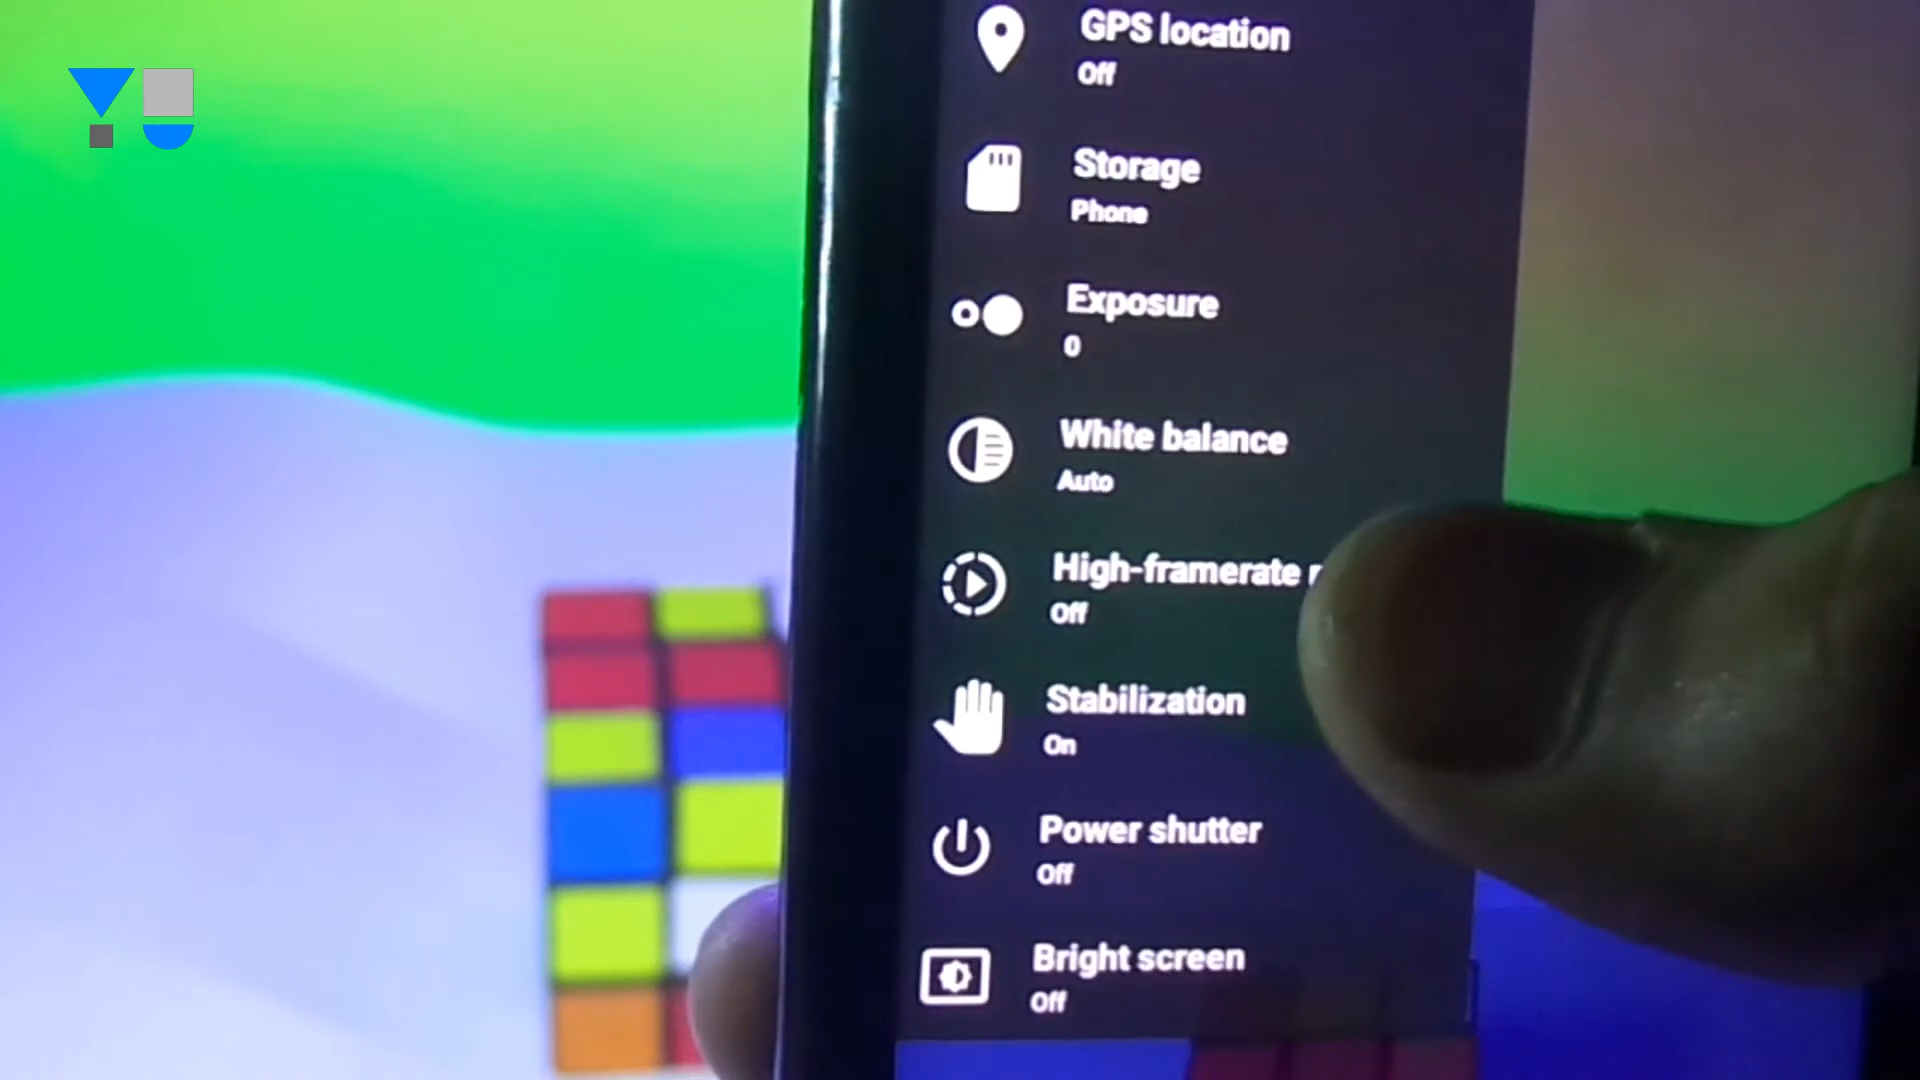 GPS location
Off
Storage
Phone
Exposure
0
White balance
Auto
High-framerate
Off
Stabilization
On
Power shutter
Off
Bright screen
Off